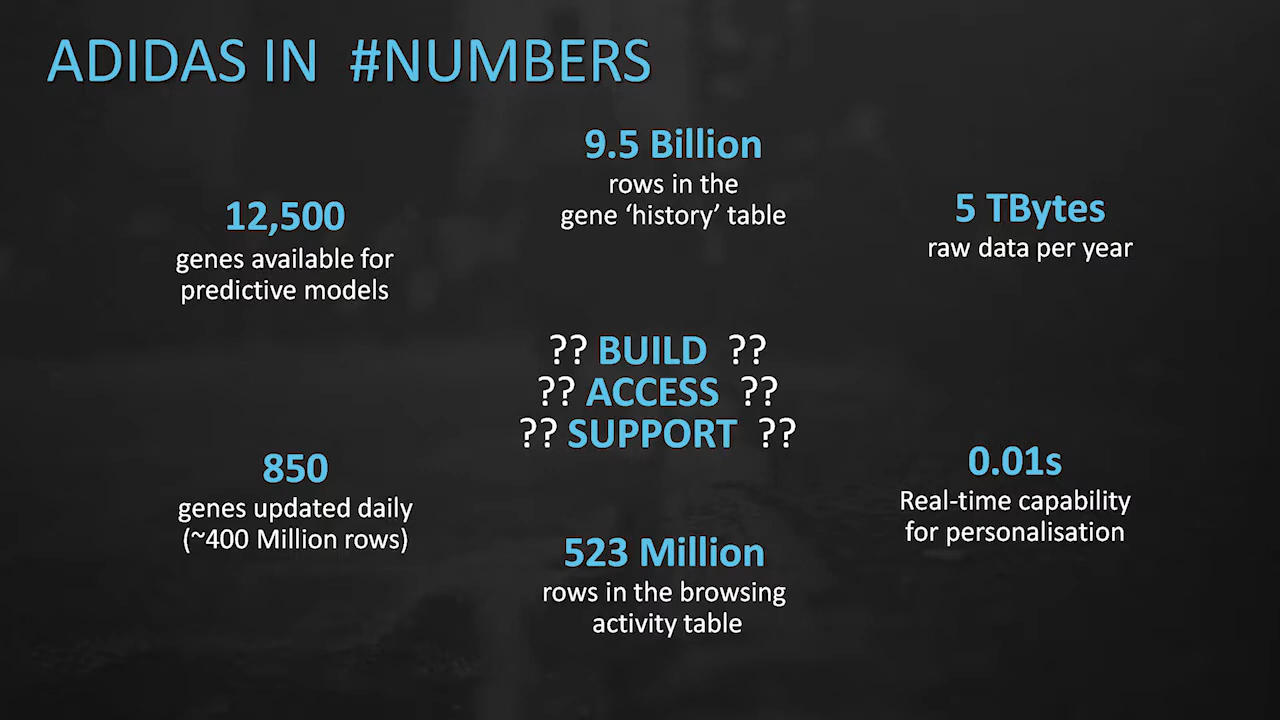 ADIDAS IN #NUMBERS
9.5 Billion
rows in the
gene ‘history’ table
12,500
genes available for
predictive models
5 TBytes
raw data per year
?? BUILD ??
?? ACCESS ??
?? SUPPORT ??
850
genes updated daily
(~400 Million rows)
523 Million
rows in the browsing
activity table
0.01s
Real-time capability
for personalisation